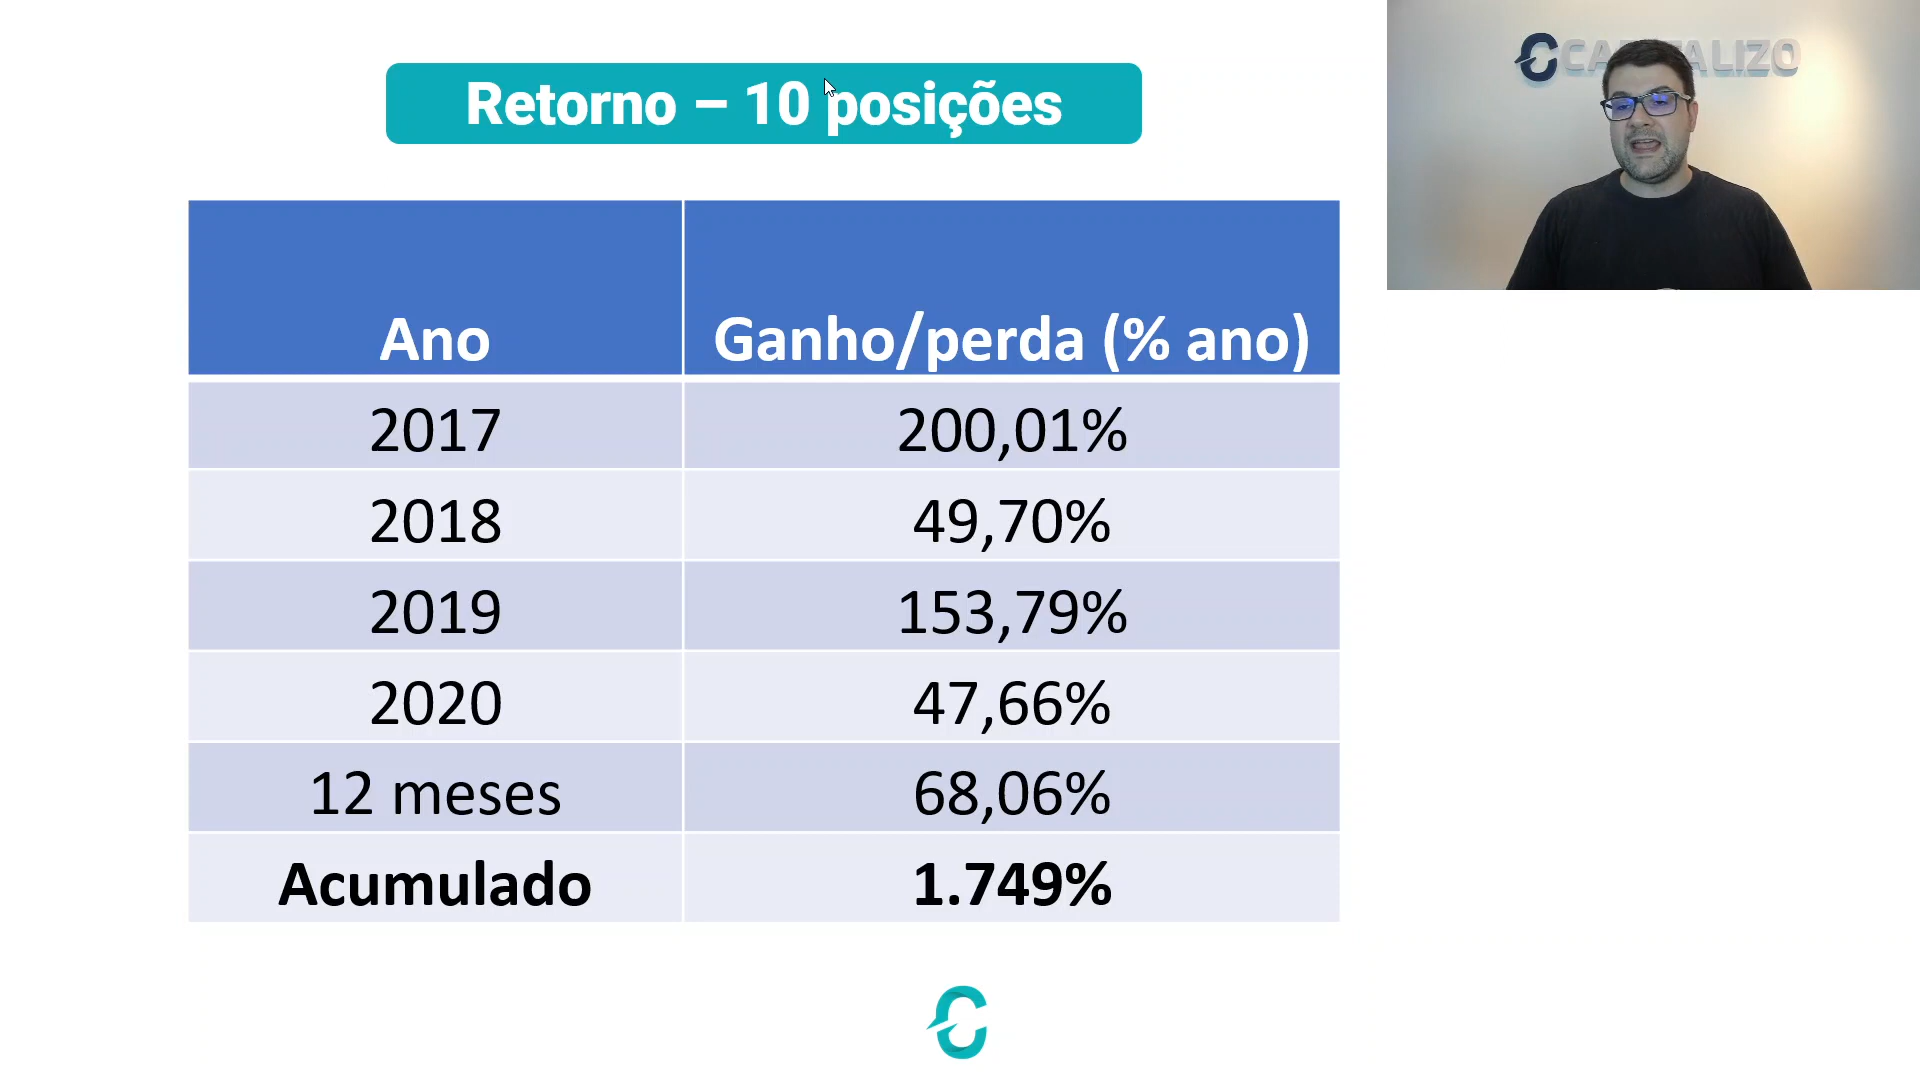 Retorno – 10 posições
CAPITALIZO
Ano Ganho/perda (% ano)
2017 200,01%
2018 49,70%
2019 153,79%
2020 47,66%
12 meses 68,06%
Acumulado 1.749%